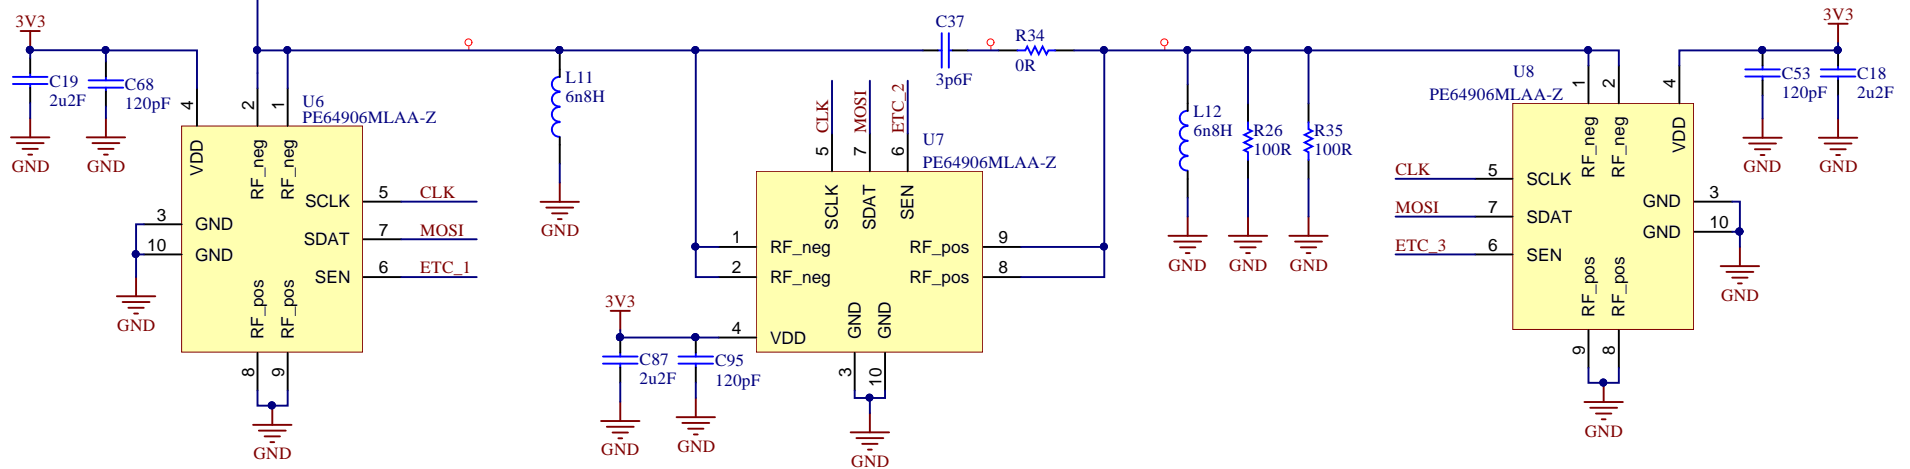 3V3
C19
2u2F
C68
120pF
GND
GND
4
2
1
U6
PE64906MLAA-Z
VDD
RF_neg
RF_neg
SCLK
5
CLK
SDAT
7
MOSI
SEN
6
ETC_1
3
GND
10
GND
GND
RF_pos
RF_pos
8
9
GND
L11
6n8H
GND
C37
3p6F
R34
0R
CLK
MOSI
ETC_2
5
7
6
U7
PE64906MLAA-Z
SCLK
SDAT
SEN
1
RF_neg
2
RF_neg
RF_pos
9
RF_pos
8
4
VDD
GND
GND
3
10
GND
3V3
C87
2u2F
C95
120pF
GND
GND
L12
6n8H
R26
100R
R35
100R
GND
GND
GND
U8
PE64906MLAA-Z
1
2
4
RF_neg
RF_neg
VDD
CLK
5
SCLK
MOSI
7
SDAT
ETC_3
6
SEN
GND
3
GND
10
GND
RF_pos
RF_pos
9
8
GND
3V3
C53
120pF
C18
2u2F
GND
GND